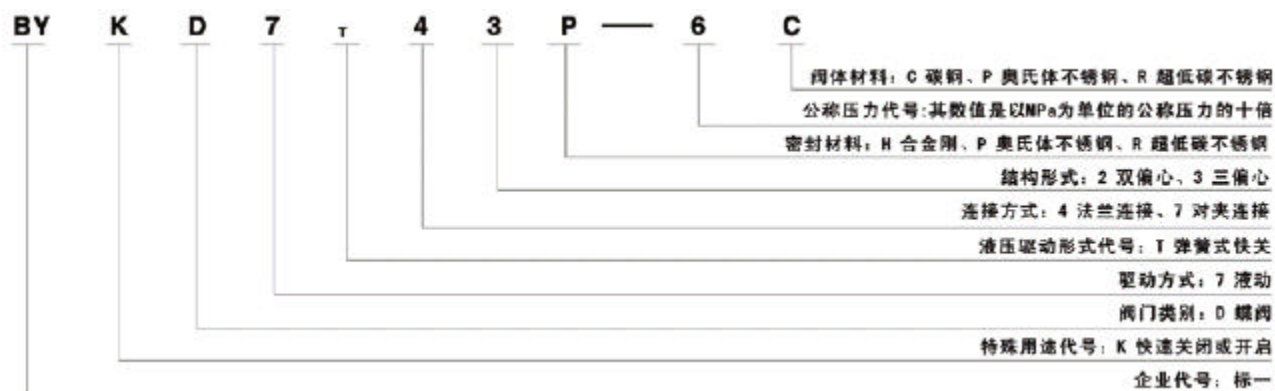 BY K D 7 T 4 3 P — 6 C
阀体材料：C 碳钢、P 奥氏体不锈钢、R 超低碳不锈钢
公称压力代号:其数值是以MPa为单位的公称压力的十倍
密封材料：H 合金刚、P 奥氏体不锈钢、R 超低碳不锈钢
结构形式：2 双偏心、3 三偏心
连接方式：4 法兰连接、7 对夹连接
液压驱动形式代号：T 弹簧式快关
驱动方式：7 液动
阀门类别：D 蝶阀
特殊用途代号：K 快速关闭或开启
企业代号：标一